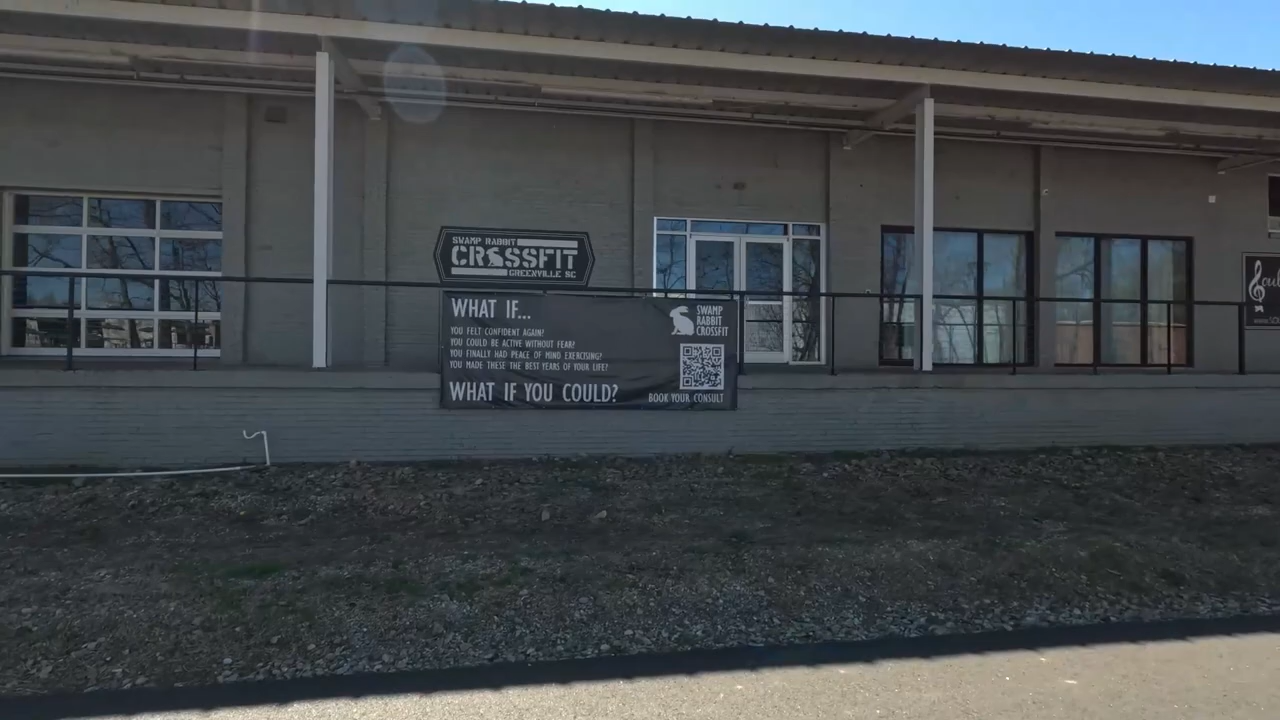 SWAMP RABBIT
CROSSFIT
GREENVILLE SC
WHAT IF...
YOU FELT CONFIDENT AGAIN?
YOU COULD BE ACTIVE WITHOUT FEAR?
YOU FINALLY HAD PEACE OF MIND EXERCISING?
YOU MADE THESE THE BEST YEARS OF YOUR LIFE?
WHAT IF YOU COULD?
SWAMP
RABBIT
CROSSFIT
BOOK YOUR CONSULT